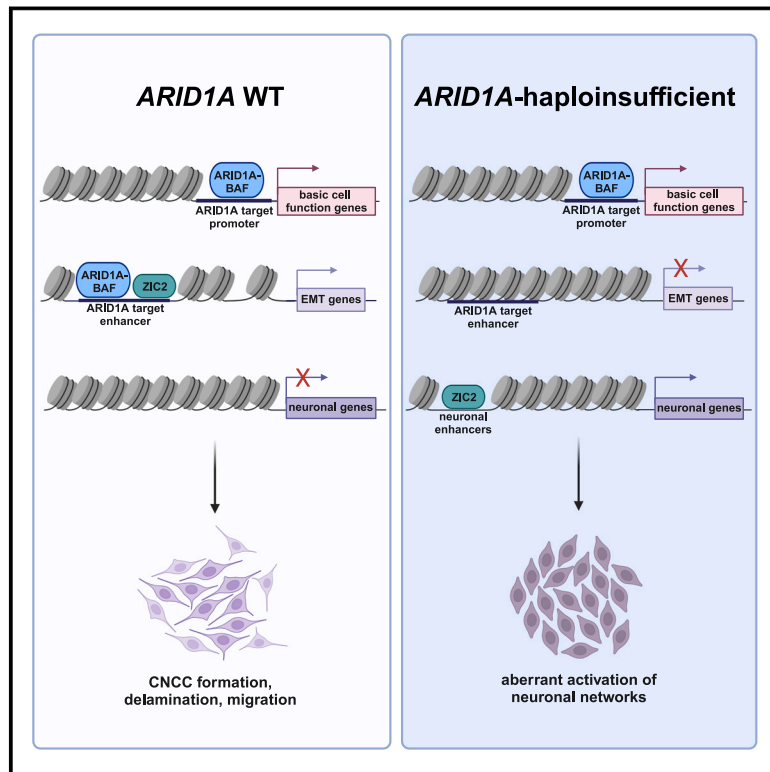 ARID1A WT
ARID1A-
BAF
ARID1A target
promoter
basic cell
function genes
ARID1A-
BAF
ZIC2
ARID1A target
enhancer
EMT genes
neuronal genes
CNCC formation,
delamination, migration
ARID1A-haploinsufficient
ARID1A-
BAF
ARID1A target
promoter
basic cell
function genes
ARID1A target
enhancer
EMT genes
ZIC2
neuronal
enhancers
neuronal genes
aberrant activation of
neuronal networks